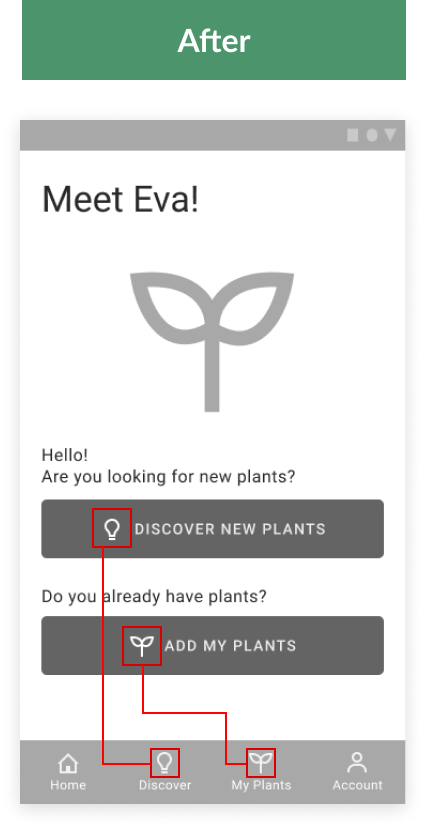 After
Meet Eva!
Hello!
Are you looking for new plants?
DISCOVER NEW PLANTS
Do you already have plants?
ADD MY PLANTS
Home
Discover
My Plants
Account